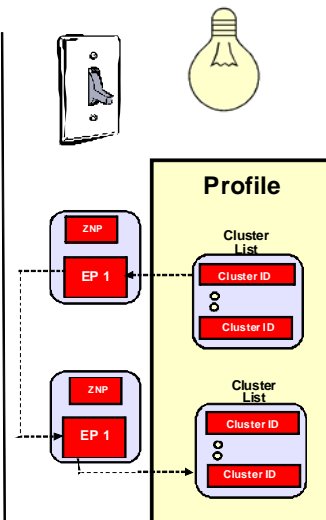 Profile
ZNP
EP 1
Cluster
List
Cluster ID
Cluster ID
ZNP
EP 1
Cluster
List
Cluster ID
Cluster ID